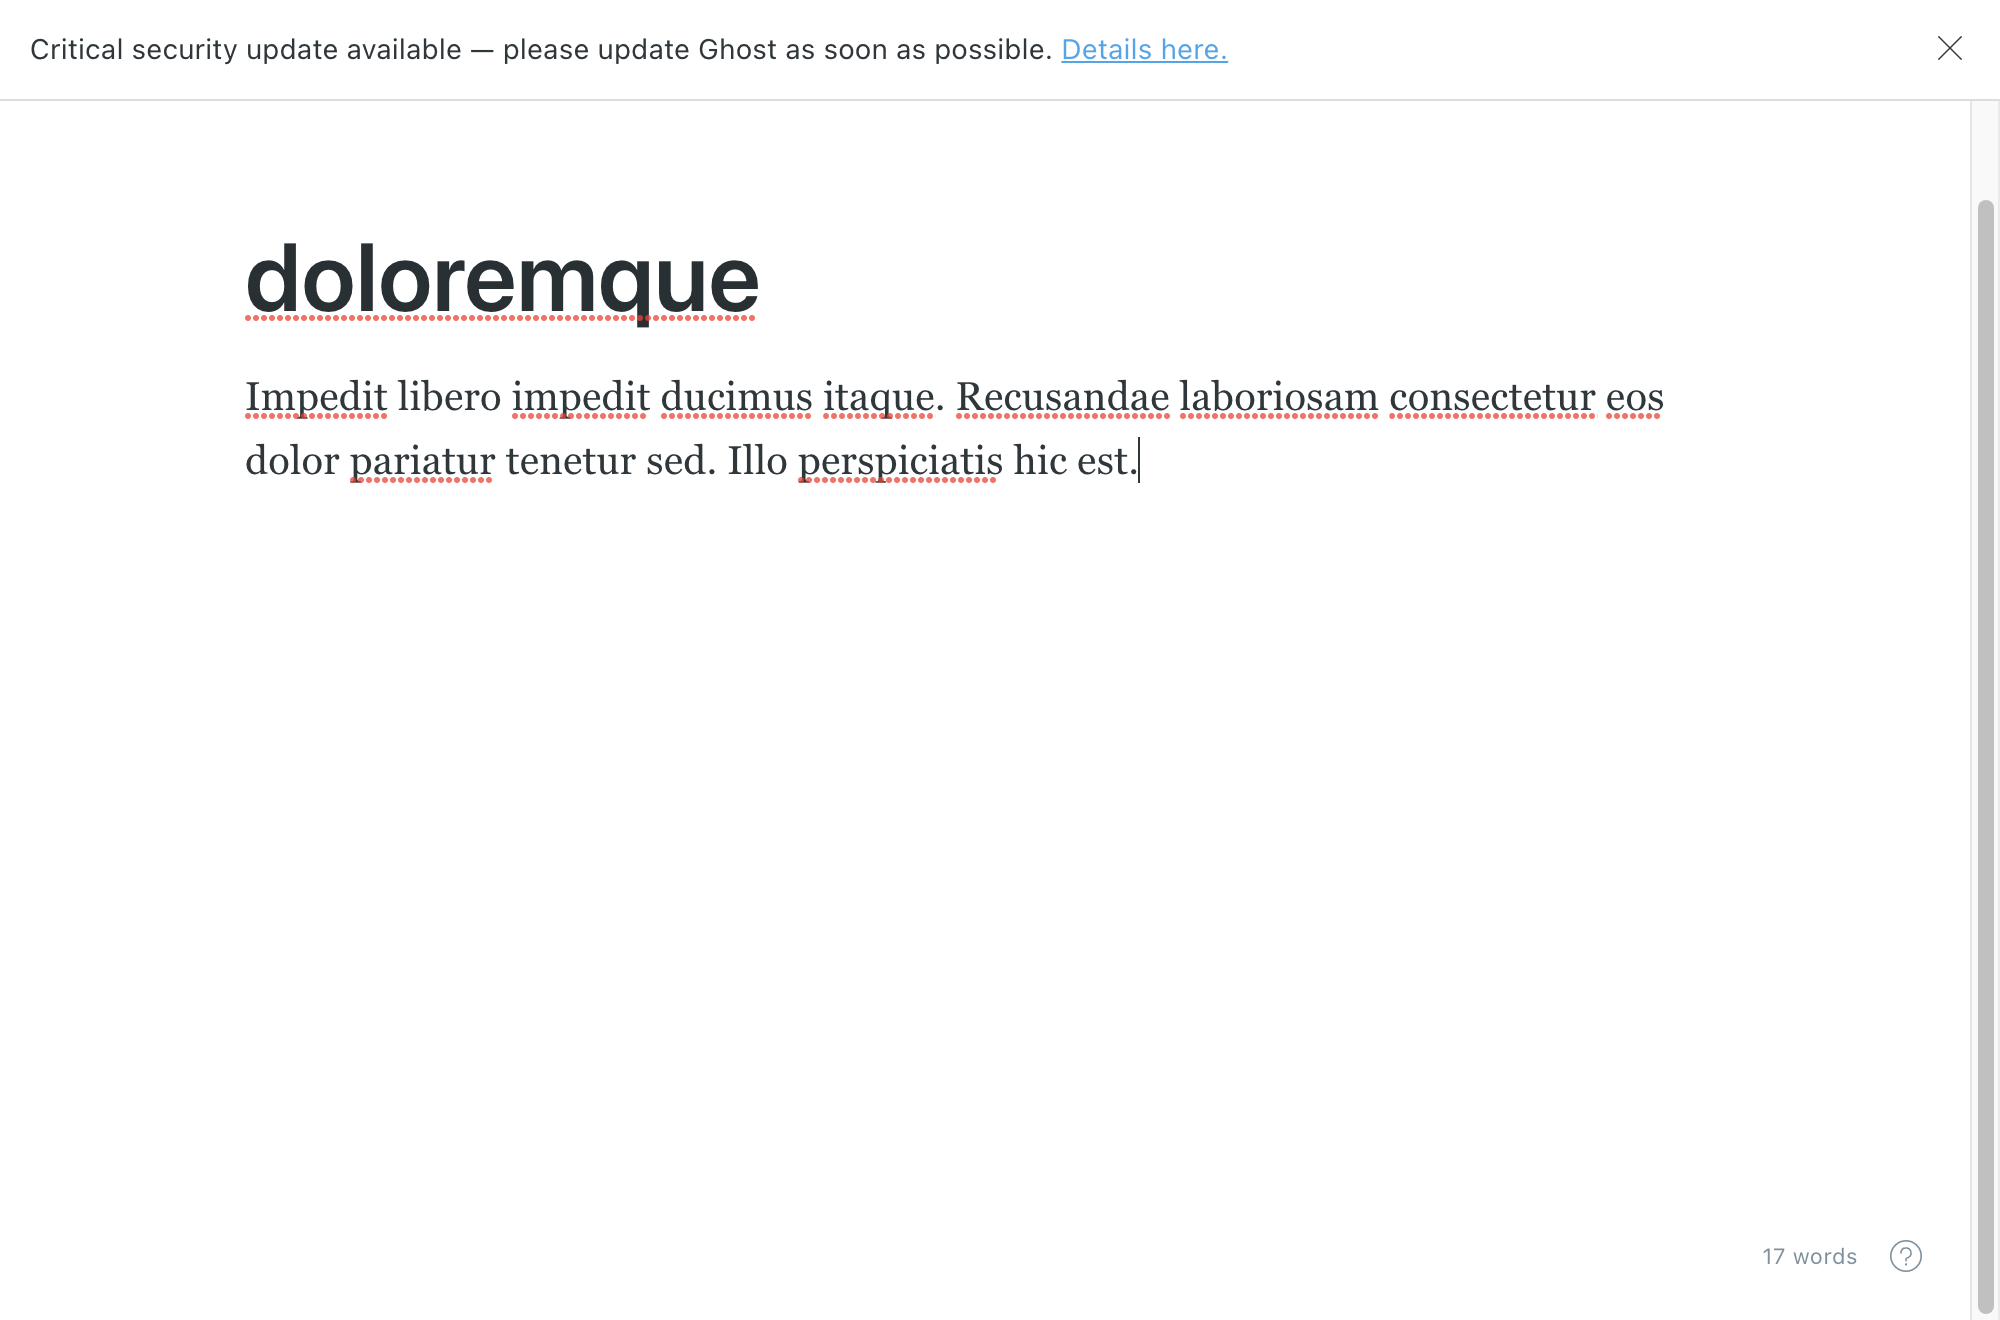 Critical security update available — please update Ghost as soon as possible. Details here.
doloremque
Impedit libero impedit ducimus itaque. Recusandae laboriosam consectetur eos
dolor pariatur tenetur sed. Illo perspiciatis hic est.
17 words